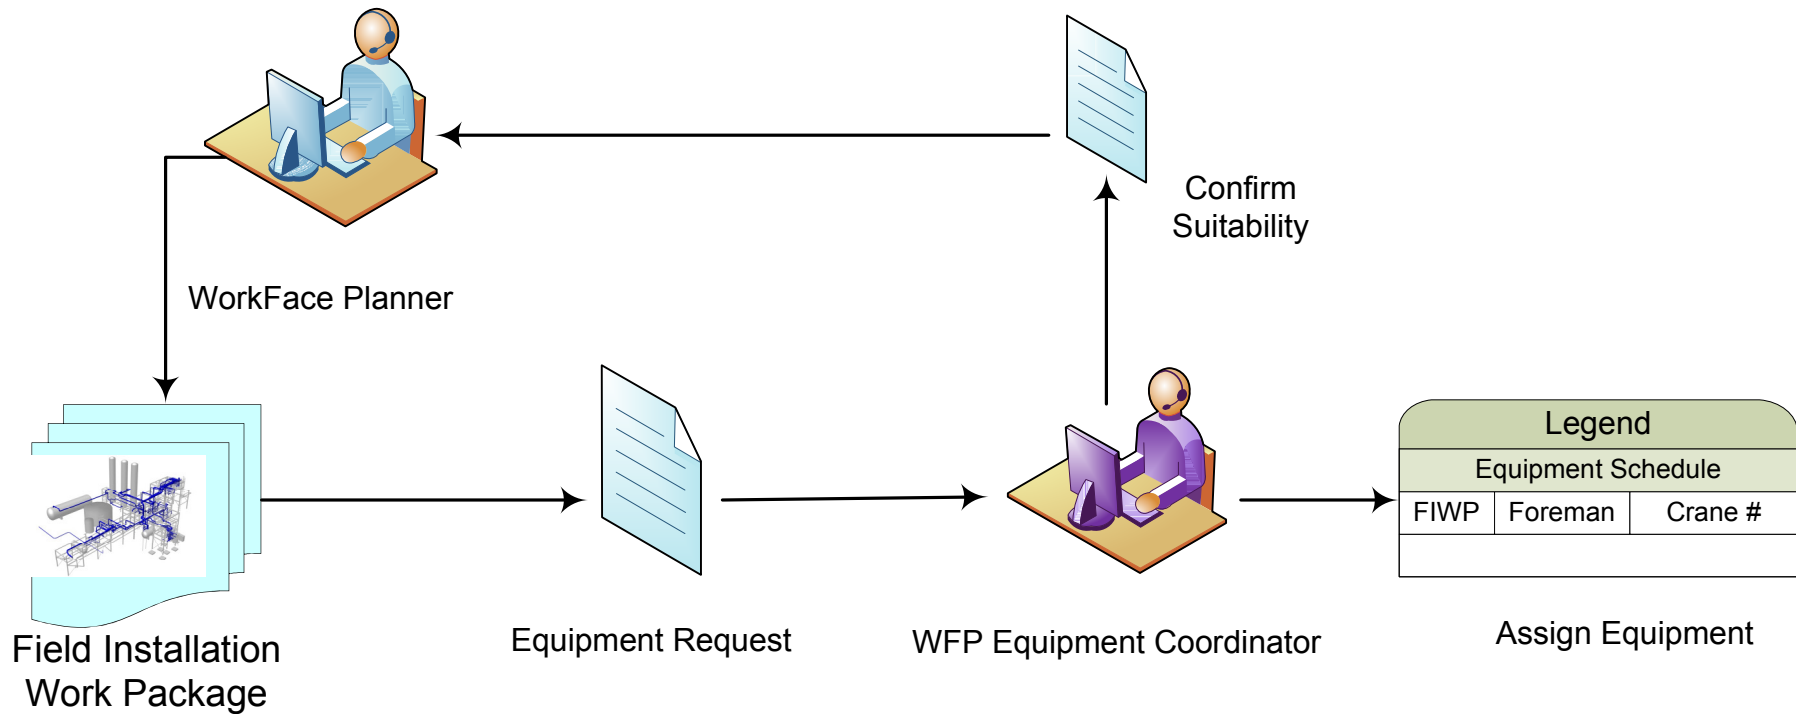 Confirm
Suitability
WorkFace Planner
Legend
Equipment Schedule
FIWP Foreman Crane #
Field Installation
Work Package
Equipment Request
WFP Equipment Coordinator
Assign Equipment